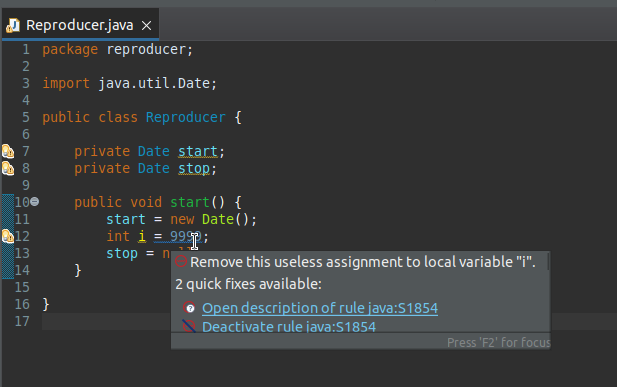 Reproducer.java
1 package reproducer;
2
3 import java.util.Date;
4
5 public class Reproducer {
6
7 private Date start;
8 private Date stop;
9
10 public void start() {
11 start = new Date();
12 int i = 999 ;
13 stop =
14 }
15
16 }
17
Remove this useless assignment to local variable "i".
2 quick fixes available:
Open description of rule java:S1854
Deactivate rule java:S1854
Press 'F2' for focus